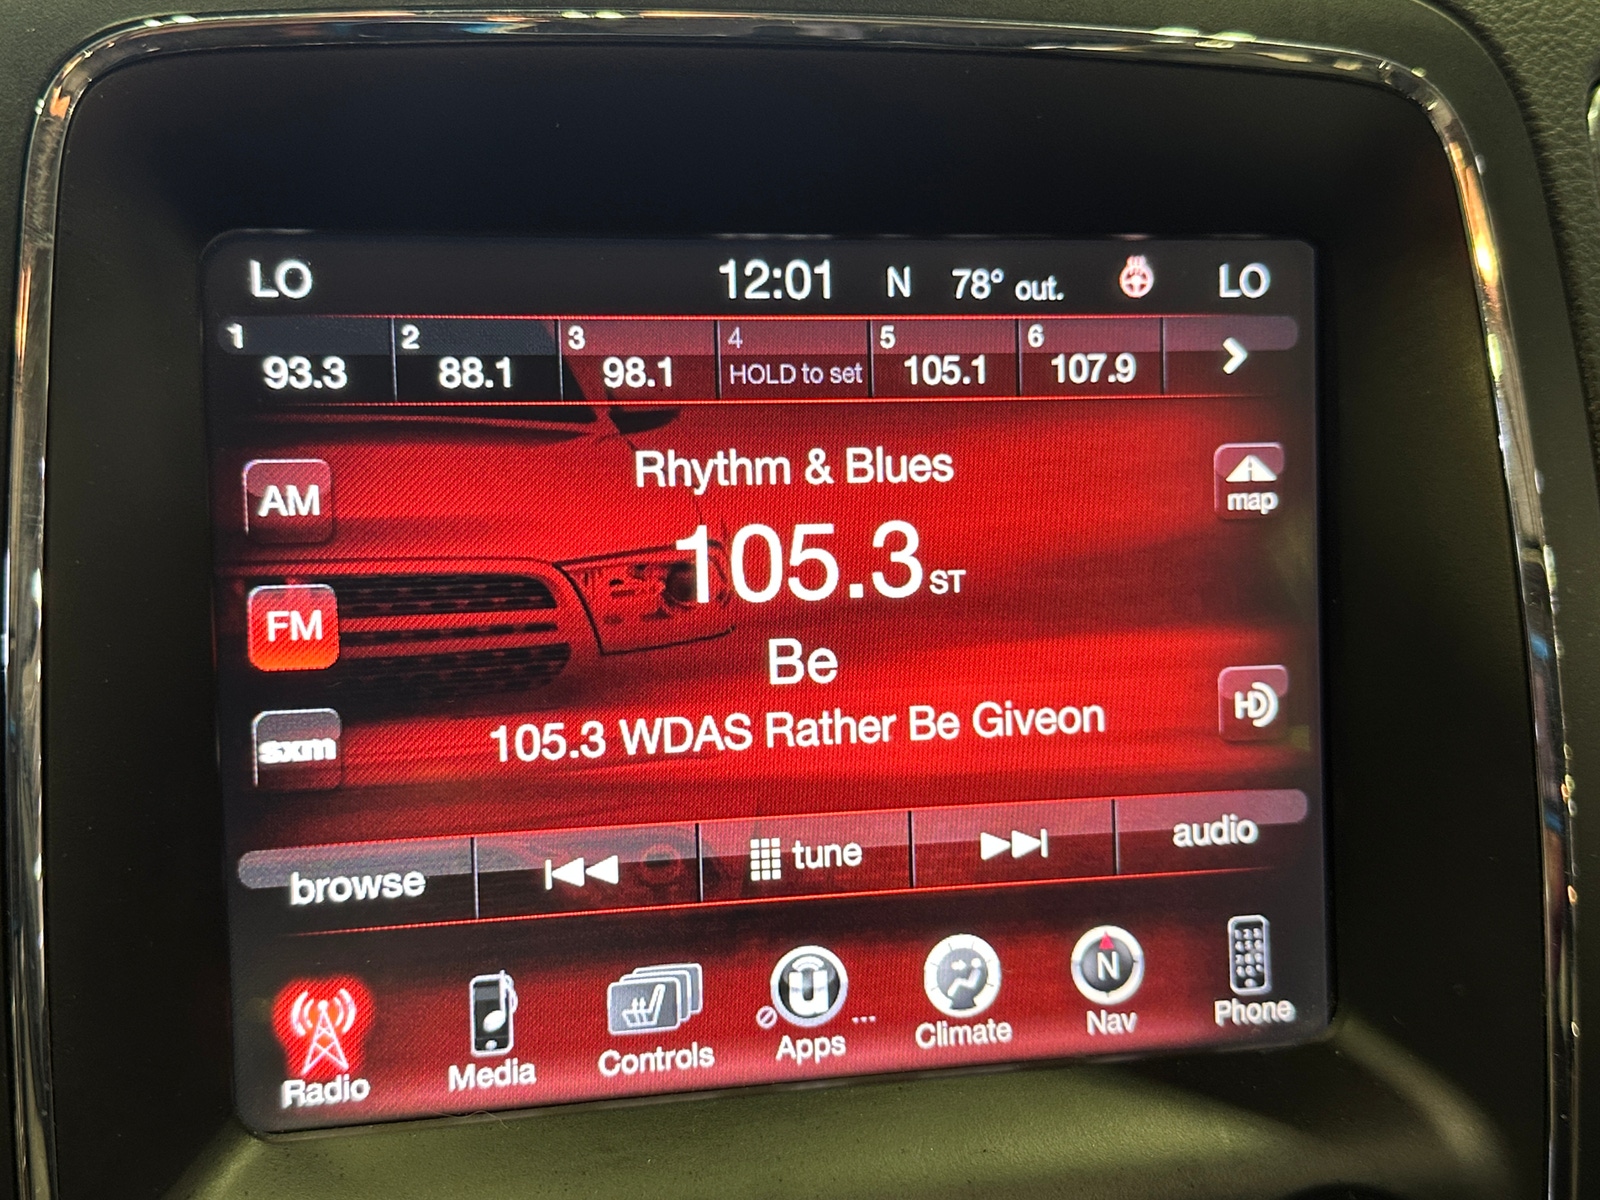 LO 12:01 N 78° out. LO
1 2 3 4 5 6
93.3 88.1 98.1 HOLD to set 105.1 107.9
Rhythm & Blues
AM map
105.3 ST
FM
Be
HD
105.3 WDAS Rather Be Giveon
sxm
browse tune audio
Radio Media Controls Apps ... Climate N Nav Phone